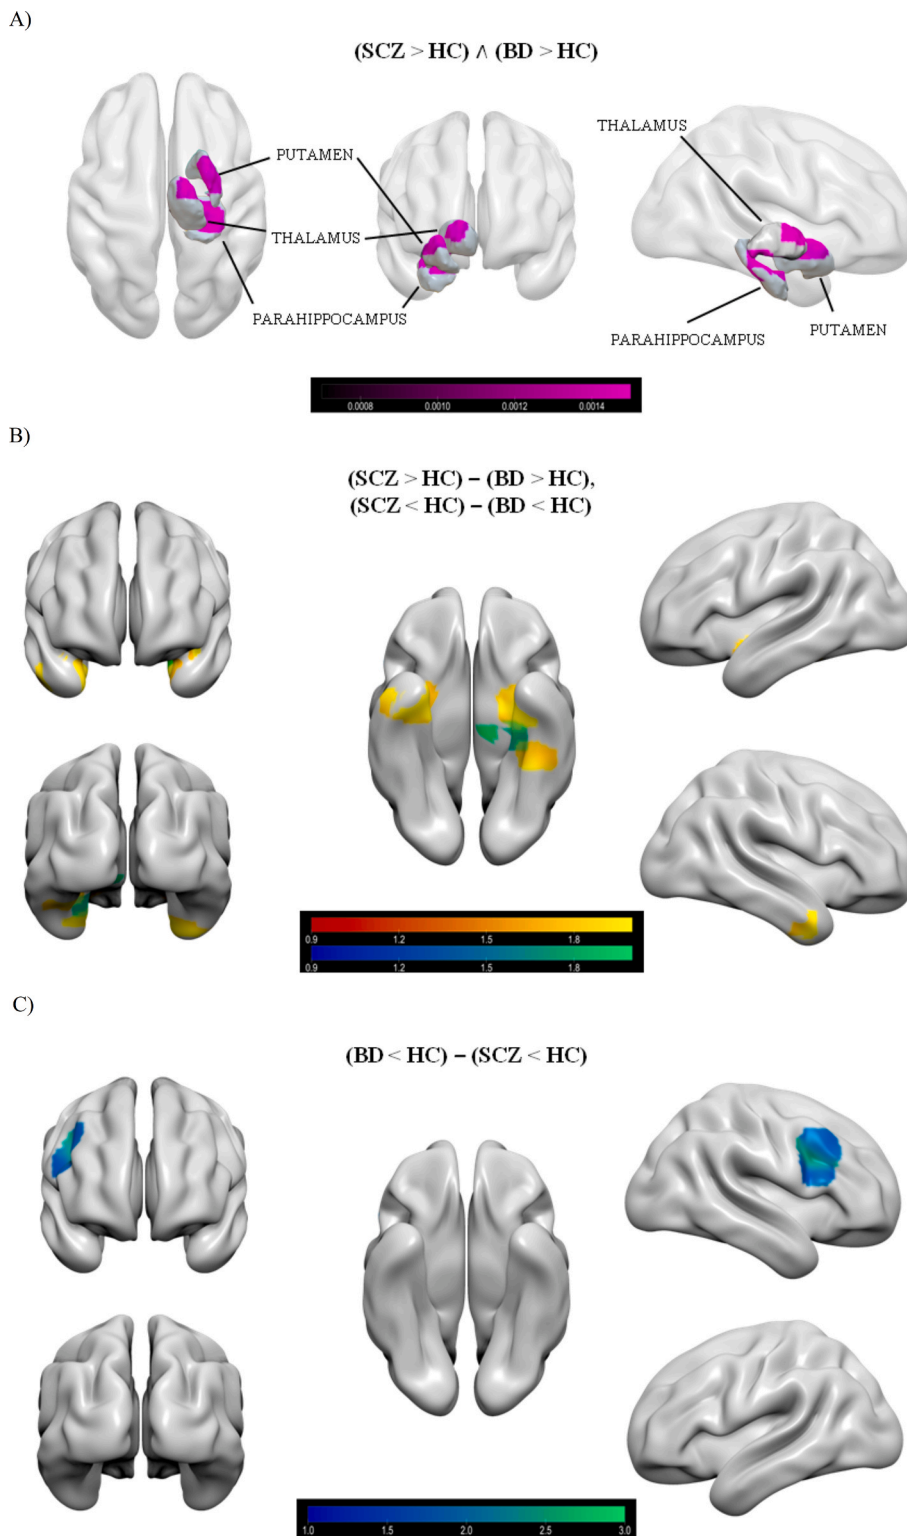 A)
(SCZ > HC) ∧ (BD > HC)
THALAMUS
PUTAMEN
THALAMUS
PARAHIPPOCAMPUS
PUTAMEN
PARAHIPPOCAMPUS
0.0008 0.0010 0.0012 0.0014
B)
(SCZ > HC) – (BD > HC),
(SCZ < HC) – (BD < HC)
0.9 1.2 1.5 1.8
0.9 1.2 1.5 1.8
C)
(BD < HC) – (SCZ < HC)
1.0 1.5 2.0 2.5 3.0